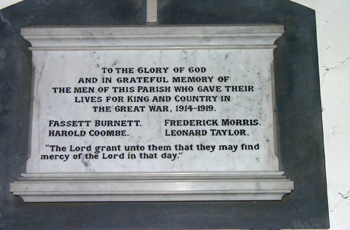 TO THE GLORY OF GOD
AND IN GRATEFUL MEMORY OF
THE MEN OF THIS PARISH WHO GAVE THEIR
LIVES FOR KING AND COUNTRY IN
THE GREAT WAR, 1914-1919.
FASSETT BURNETT. FREDERICK MORRIS.
HAROLD COOMBE. LEONARD TAYLOR.
"The Lord grant unto them that they may find
mercy of the Lord in that day."